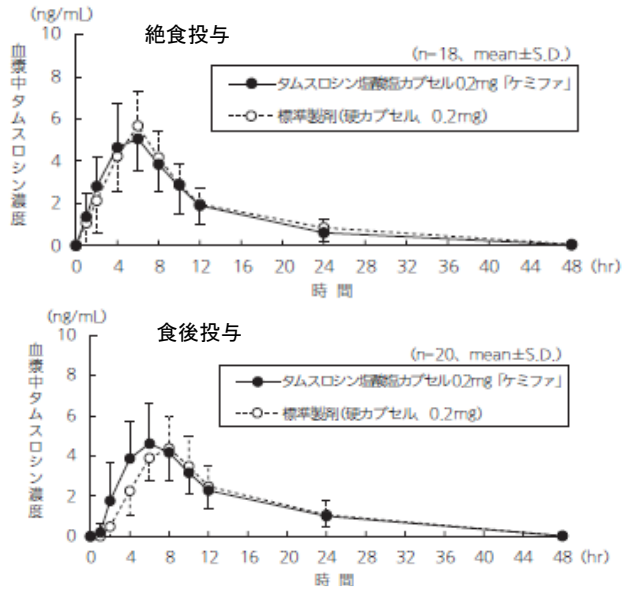 (ng/mL)
絶食投与
(n=18、mean±S.D.)
タムスロシン塩酸塩カプセル0.2mg「ケミファ」
標準製剤(硬カプセル、0.2mg)
血漿中タムスロシン濃度
10
8
6
4
2
0
0 4 8 12 16 20 24 28 32 36 40 44 48 (hr)
時間
(ng/mL)
食後投与
(n=20、mean±S.D.)
タムスロシン塩酸塩カプセル0.2mg「ケミファ」
標準製剤(硬カプセル、0.2mg)
血漿中タムスロシン濃度
10
8
6
4
2
0
0 4 8 12 16 20 24 28 32 36 40 44 48 (hr)
時間